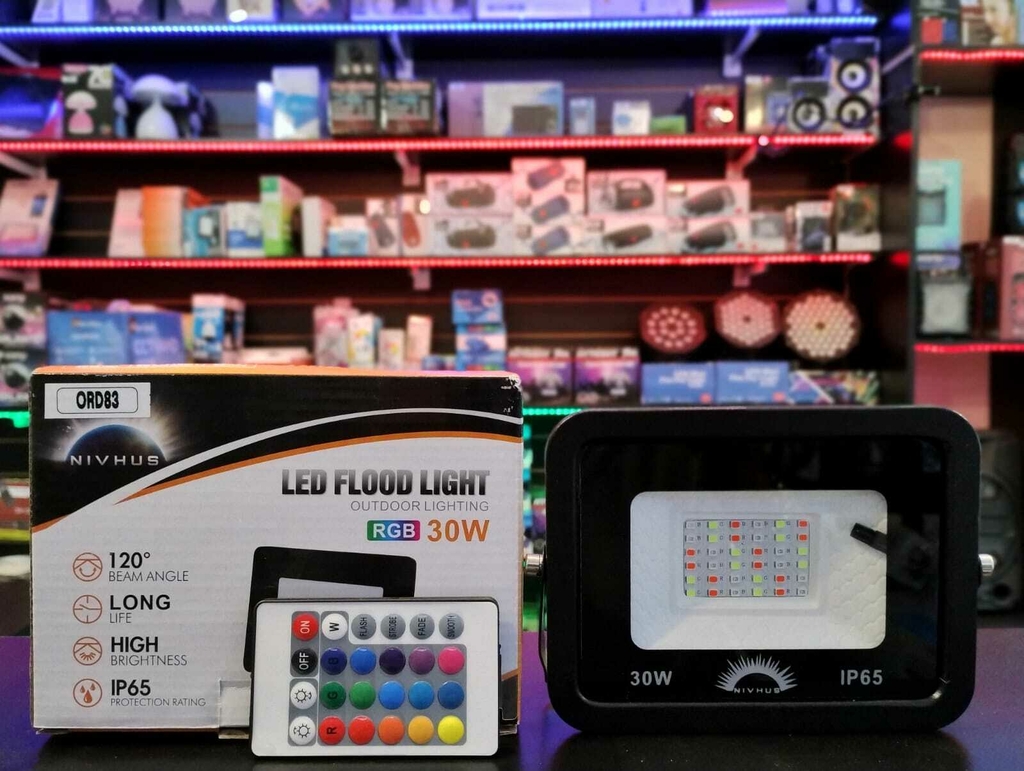 ORD83
NIVHUS
LED FLOOD LIGHT
OUTDOOR LIGHTING
RGB 30W
120°
BEAM ANGLE
LONG
LIFE
HIGH
BRIGHTNESS
IP65
PROTECTION RATING
ON
W
FLASH
STROBE
FADE
SMOOTH
OFF
B
G
R
30W
NIVHUS
IP65